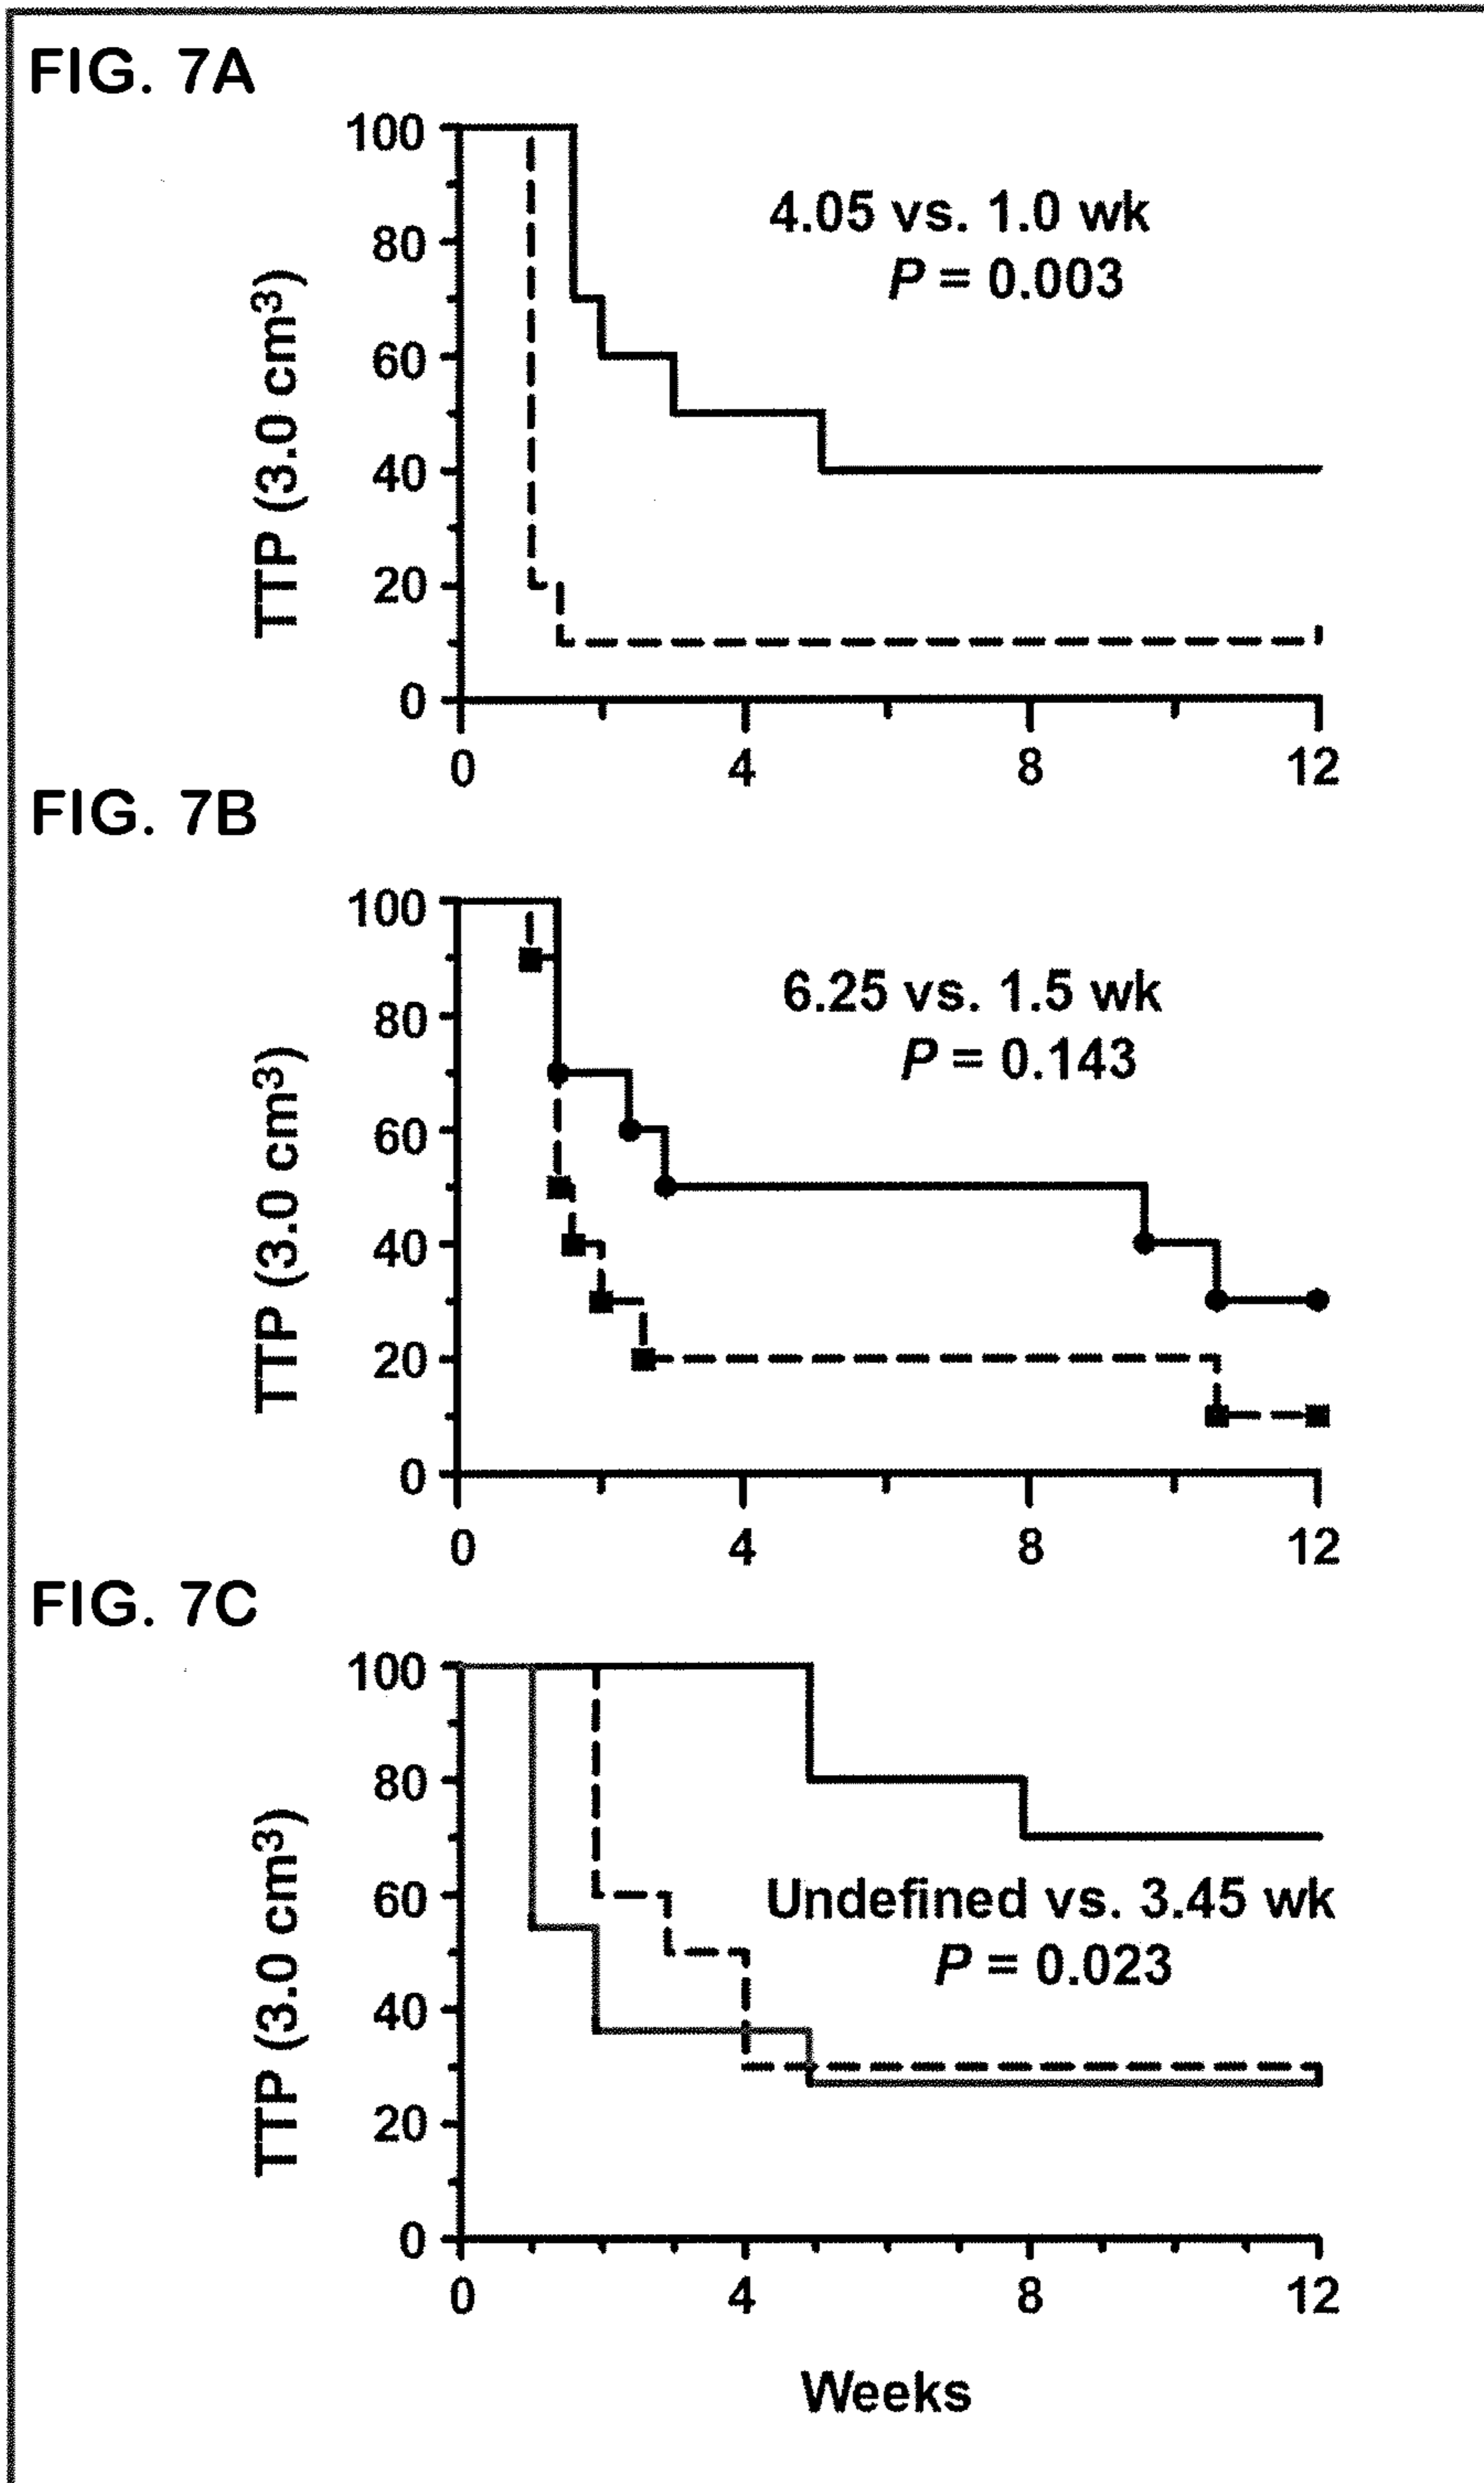 FIG. 7A
100
80
60
40
20
0
TTP (3.0 cm³)
4.05 vs. 1.0 wk
P = 0.003
0 4 8 12
FIG. 7B
100
80
60
40
20
0
TTP (3.0 cm³)
6.25 vs. 1.5 wk
P = 0.143
0 4 8 12
FIG. 7C
100
80
60
40
20
0
TTP (3.0 cm³)
Undefined vs. 3.45 wk
P = 0.023
0 4 8 12
Weeks